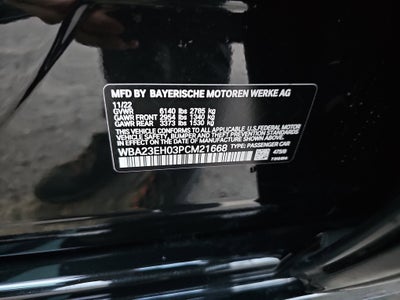 MFD BY BAYERISCHE MOTOREN WERKE AG
11/22
GVWR 6140 lbs 2785 kg
GAWR FRONT 2954 lbs 1340 kg
GAWR REAR 3373 lbs 1530 kg
THIS VEHICLE CONFORMS TO ALL APPLICABLE U.S. FEDERAL MOTOR
VEHICLE SAFETY, BUMPER AND THEFT PREVENTION STANDARDS
IN EFFECT ON THE DATE OF MANUFACTURE SHOWN ABOVE.
WBA23EH03PCM21668 TYPE: PASSENGER CAR
475/B